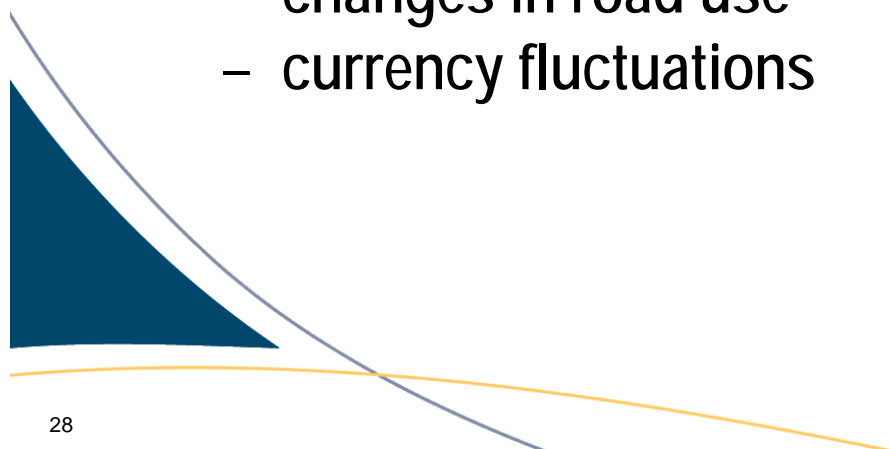 changes in road use
– currency fluctuations
28